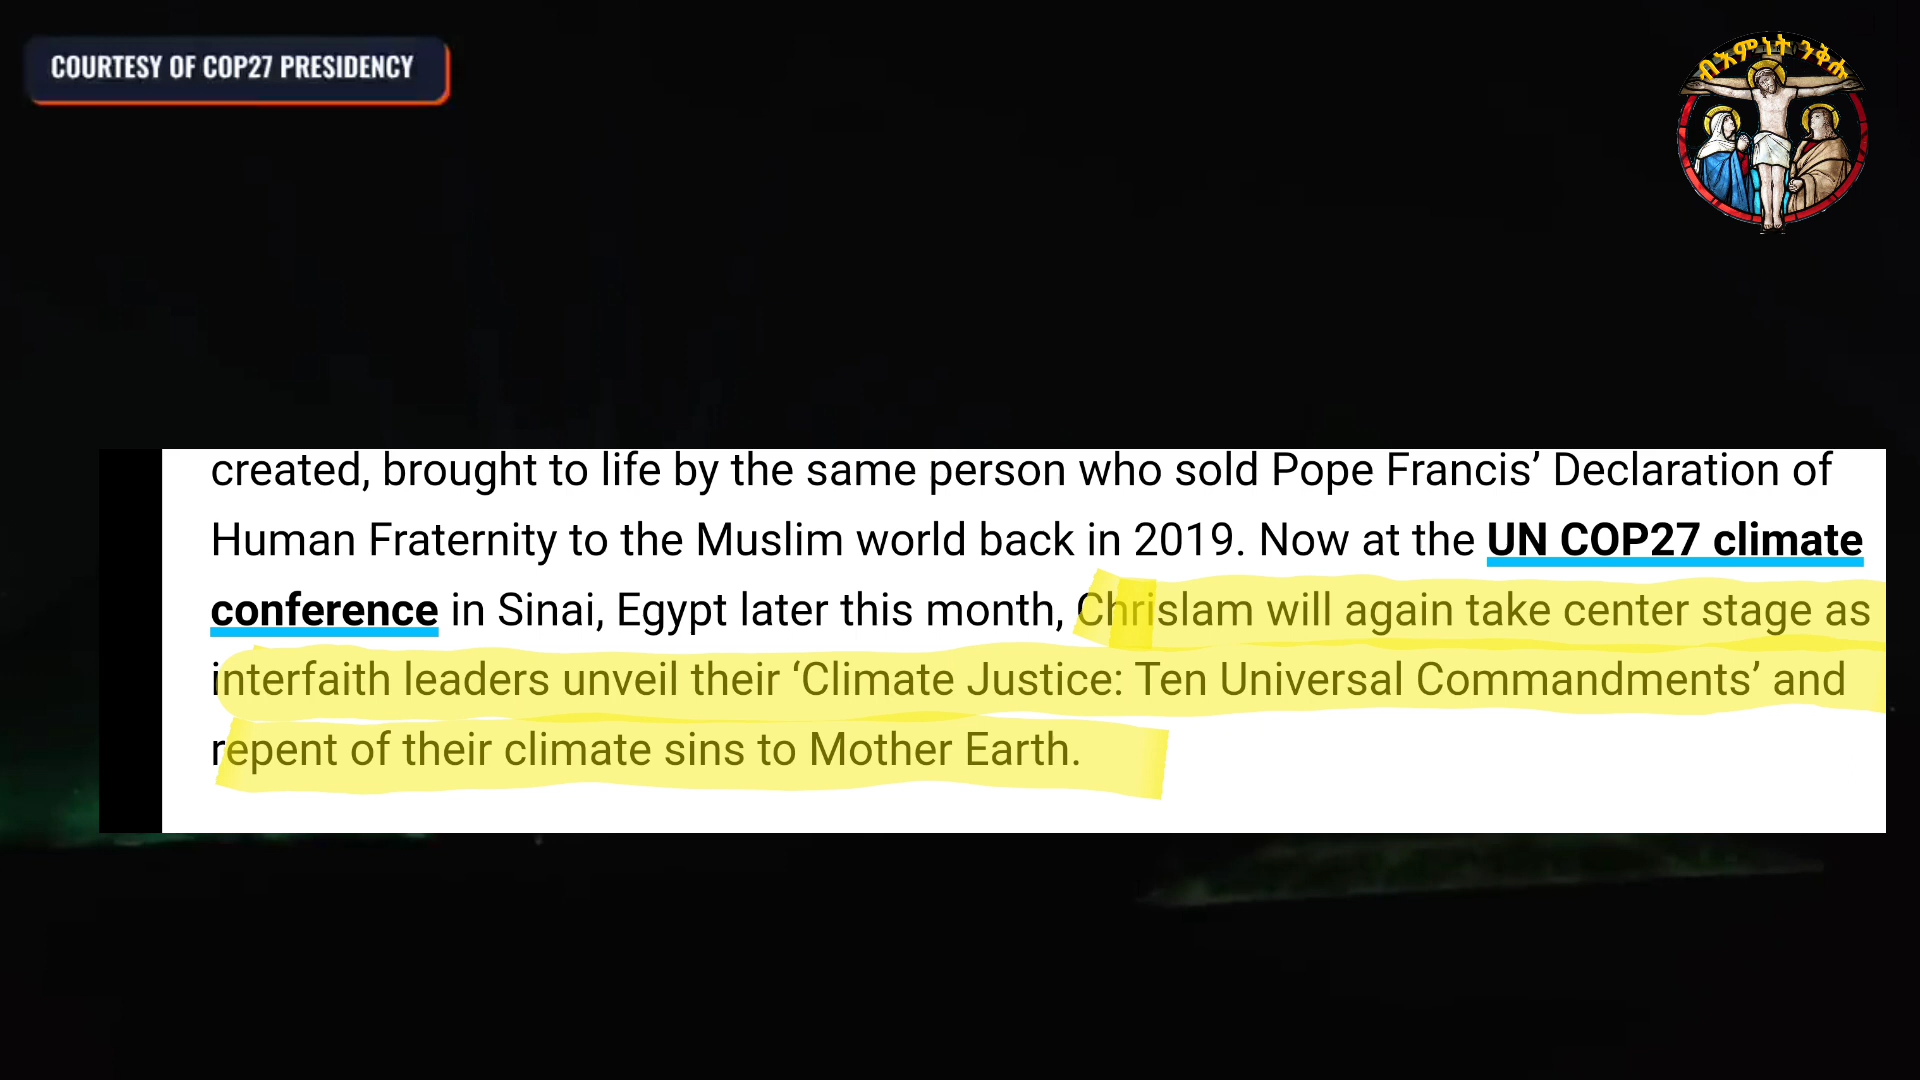 COURTESY OF COP27 PRESIDENCY
በእምነት ንቅሑ
created, brought to life by the same person who sold Pope Francis’ Declaration of
Human Fraternity to the Muslim world back in 2019. Now at the UN COP27 climate
conference in Sinai, Egypt later this month, Chrislam will again take center stage as
interfaith leaders unveil their ‘Climate Justice: Ten Universal Commandments’ and
repent of their climate sins to Mother Earth.